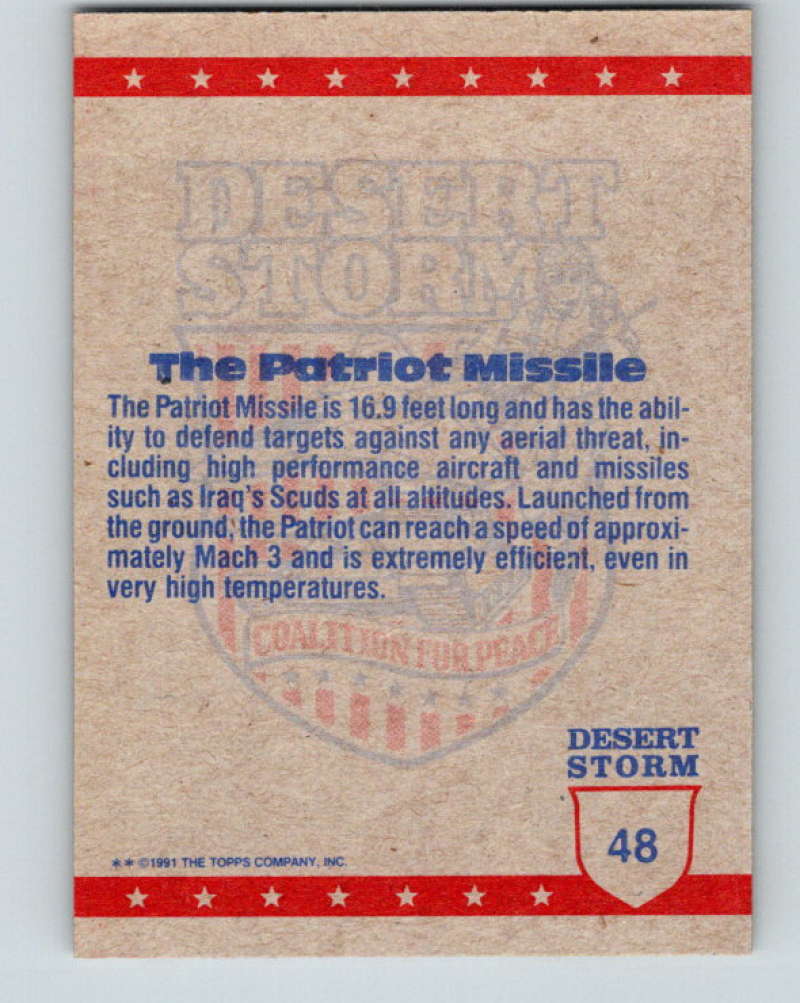 DESERT
STORM
The Patriot Missile
The Patriot Missile is 16.9 feet long and has the abil-
ity to defend targets against any aerial threat, in-
cluding high performance aircraft and missiles
such as Iraq's Scuds at all altitudes. Launched from
the ground, the Patriot can reach a speed of approxi-
mately Mach 3 and is extremely efficient, even in
very high temperatures.
COALITION FOR PEACE
DESERT
STORM
48
** ©1991 THE TOPPS COMPANY, INC.